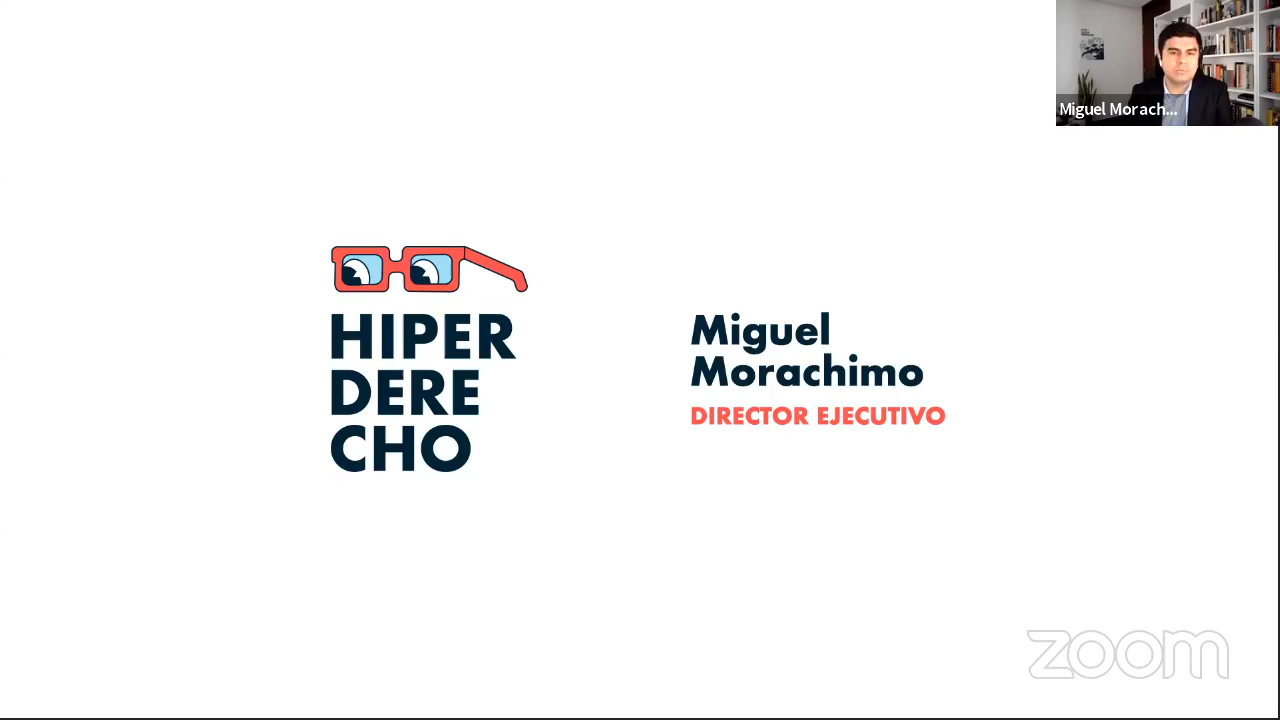 Miguel Morach...
HIPER
DERE
CHO
Miguel
Morachimo
DIRECTOR EJECUTIVO
zoom